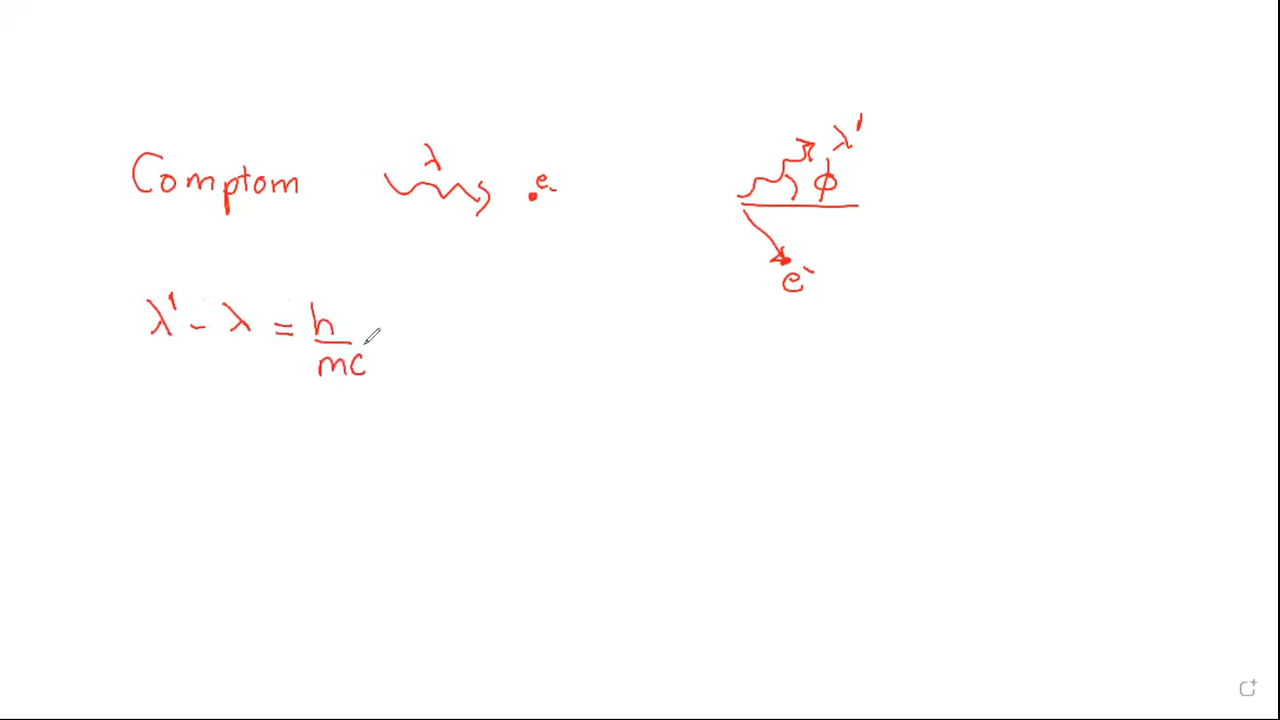 Comptom λ e-
λ'
ϕ
e-
λ' - λ = h/mc